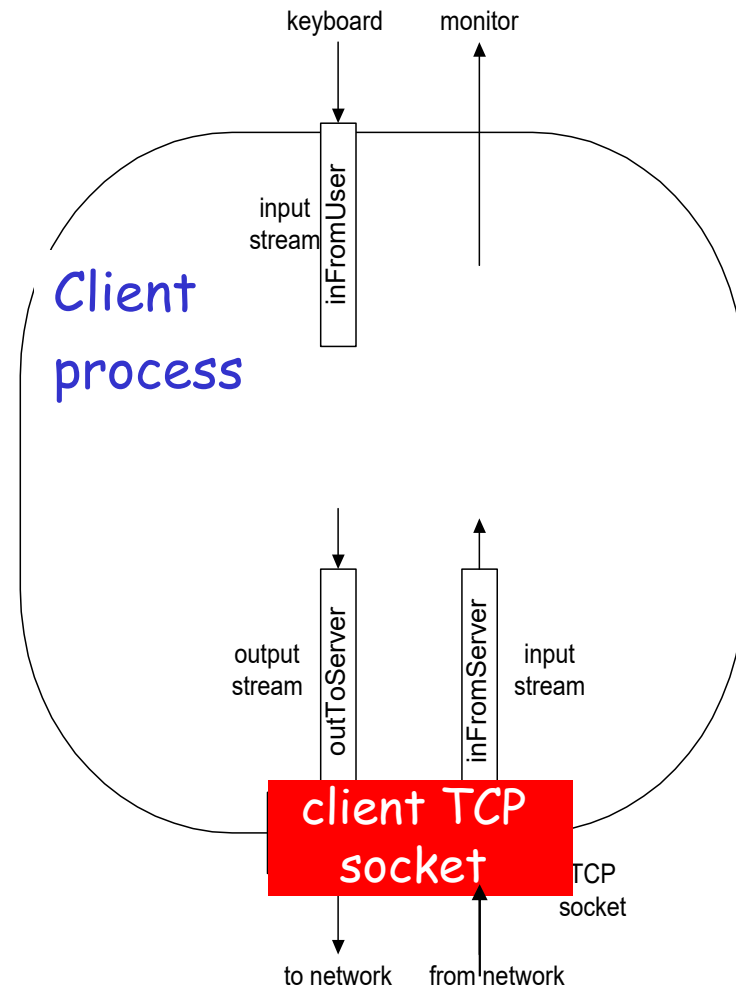 keyboard
monitor
input
stream
inFromUser
Client
process
output
stream
outToServer
inFromServer
input
stream
client TCP
socket
TCP
socket
to network
from network